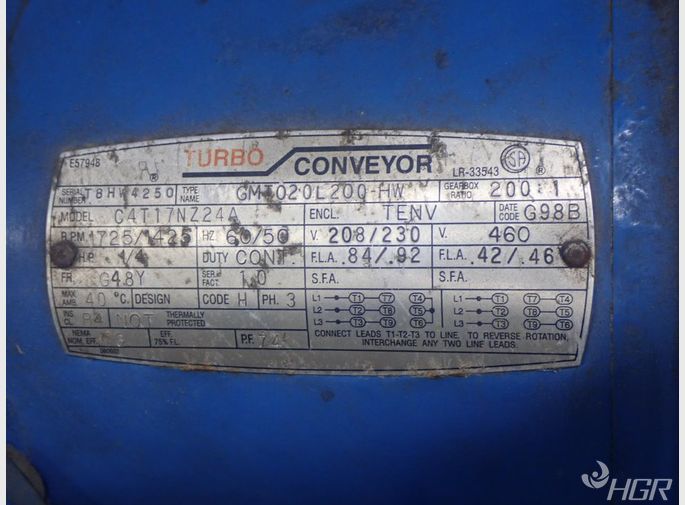 E57948 ® TURBO CONVEYOR LR-33543 ®
SERIAL NUMBER TBHW4250 TYPE NAME GMT020L200-HW GEARBOX RATIO 200:1
MODEL C4T17NZ24A ENCL. TENV DATE CODE G98B
R.P.M. 1725/1425 HZ. 60/50 V. 208/230 V. 460
H.P. 1/4 DUTY CONT. F.L.A. .84/.92 F.L.A. .42/.46
FR. G48Y SER. FACT. 1.0 S.F.A. S.F.A.
MAX. AMB. 40 °C. DESIGN CODE H PH. 3
L1 T1 T7 T4 L1 T1 T7 T4
L2 T2 T8 T5 L2 T2 T8 T5
L3 T3 T9 T6 L3 T3 T9 T6
INS. CL. NOT THERMALLY PROTECTED
NEMA NOM. EFF. EFF. 75% F.L. P.F. 74
CONNECT LEADS T1-T2-T3 TO LINE. TO REVERSE ROTATION,
INTERCHANGE ANY TWO LINE LEADS.
HGR